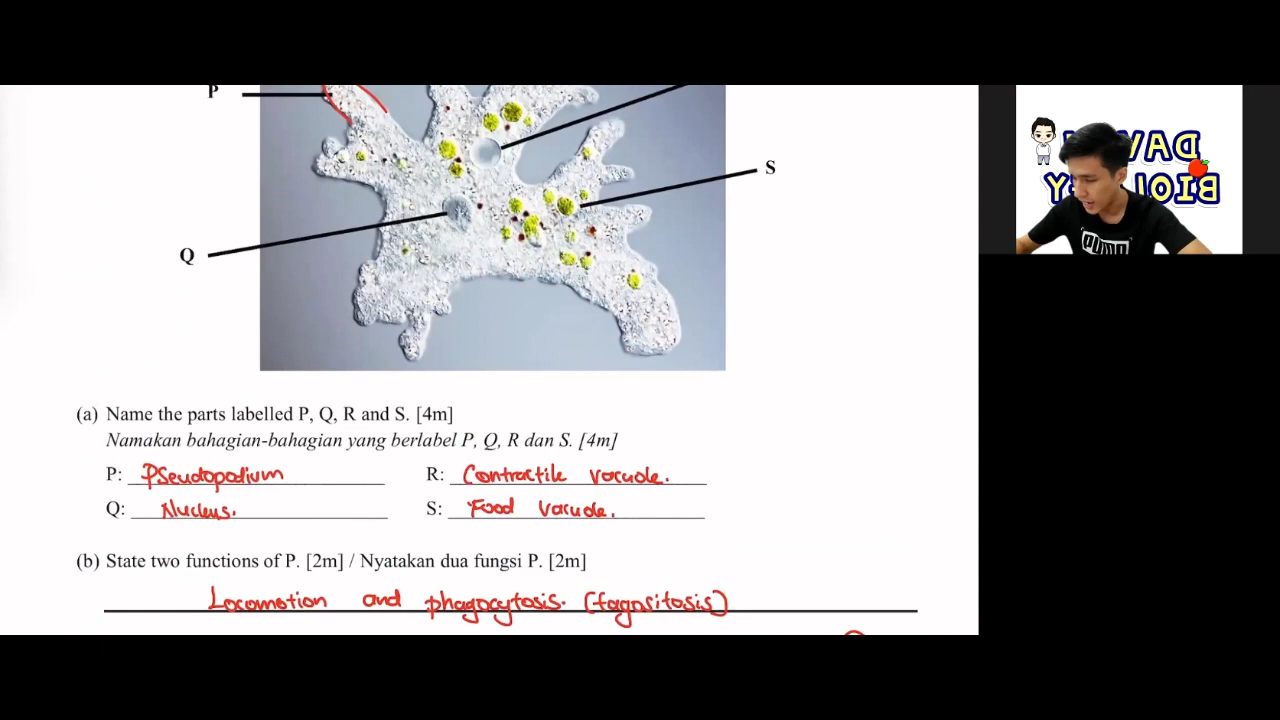 P
S
Q
(a) Name the parts labelled P, Q, R and S. [4m]
Namakan bahagian-bahagian yang berlabel P, Q, R dan S. [4m]
P: Pseudopodium R: Contractile vacuole.
Q: Nucleus. S: Food vacuole.
(b) State two functions of P. [2m] / Nyatakan dua fungsi P. [2m]
Locomotion and phagocytosis. (fagositosis)
PUMA